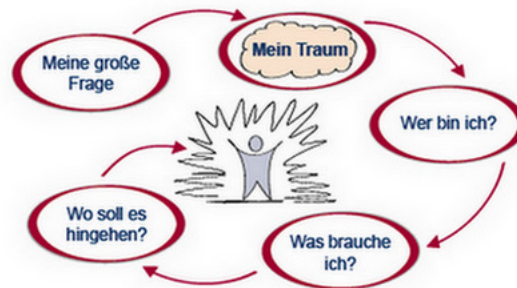 Meine große
Frage
Mein Traum
Wer bin ich?
Was brauche
ich?
Wo soll es
hingehen?